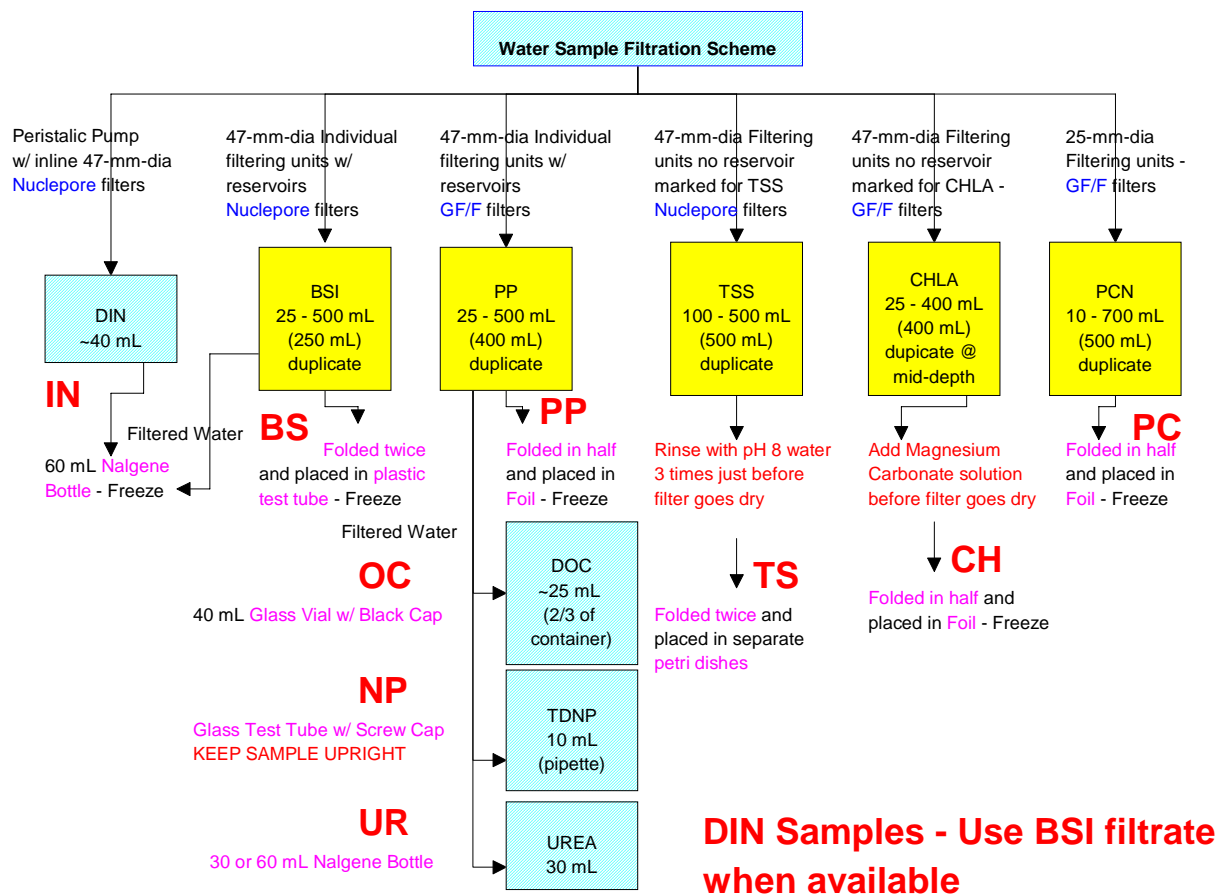 Water Sample Filtration Scheme
Peristalic Pump
w/ inline 47-mm-dia
Nuclepore filters
47-mm-dia Individual
filtering units w/
reservoirs
Nuclepore filters
47-mm-dia Individual
filtering units w/
reservoirs
GF/F filters
47-mm-dia Filtering
units no reservoir
marked for TSS
Nuclepore filters
47-mm-dia Filtering
units no reservoir
marked for CHLA -
GF/F filters
25-mm-dia
Filtering units -
GF/F filters
DIN
~40 mL
BSI
25 - 500 mL
(250 mL)
duplicate
PP
25 - 500 mL
(400 mL)
duplicate
TSS
100 - 500 mL
(500 mL)
duplicate
CHLA
25 - 400 mL
(400 mL)
dupicate @
mid-depth
PCN
10 - 700 mL
(500 mL)
duplicate
IN
Filtered Water
60 mL Nalgene
Bottle - Freeze
BS
Folded twice
and placed in plastic
test tube - Freeze
PP
Folded in half
and placed in
Foil - Freeze
Rinse with pH 8 water
3 times just before
filter goes dry
Add Magnesium
Carbonate solution
before filter goes dry
PC
Folded in half
and placed in
Foil - Freeze
Filtered Water
OC
40 mL Glass Vial w/ Black Cap
DOC
~25 mL
(2/3 of
container)
TS
Folded twice and
placed in separate
petri dishes
CH
Folded in half and
placed in Foil - Freeze
NP
Glass Test Tube w/ Screw Cap
KEEP SAMPLE UPRIGHT
TDNP
10 mL
(pipette)
UR
30 or 60 mL Nalgene Bottle
UREA
30 mL
DIN Samples - Use BSI filtrate
when available